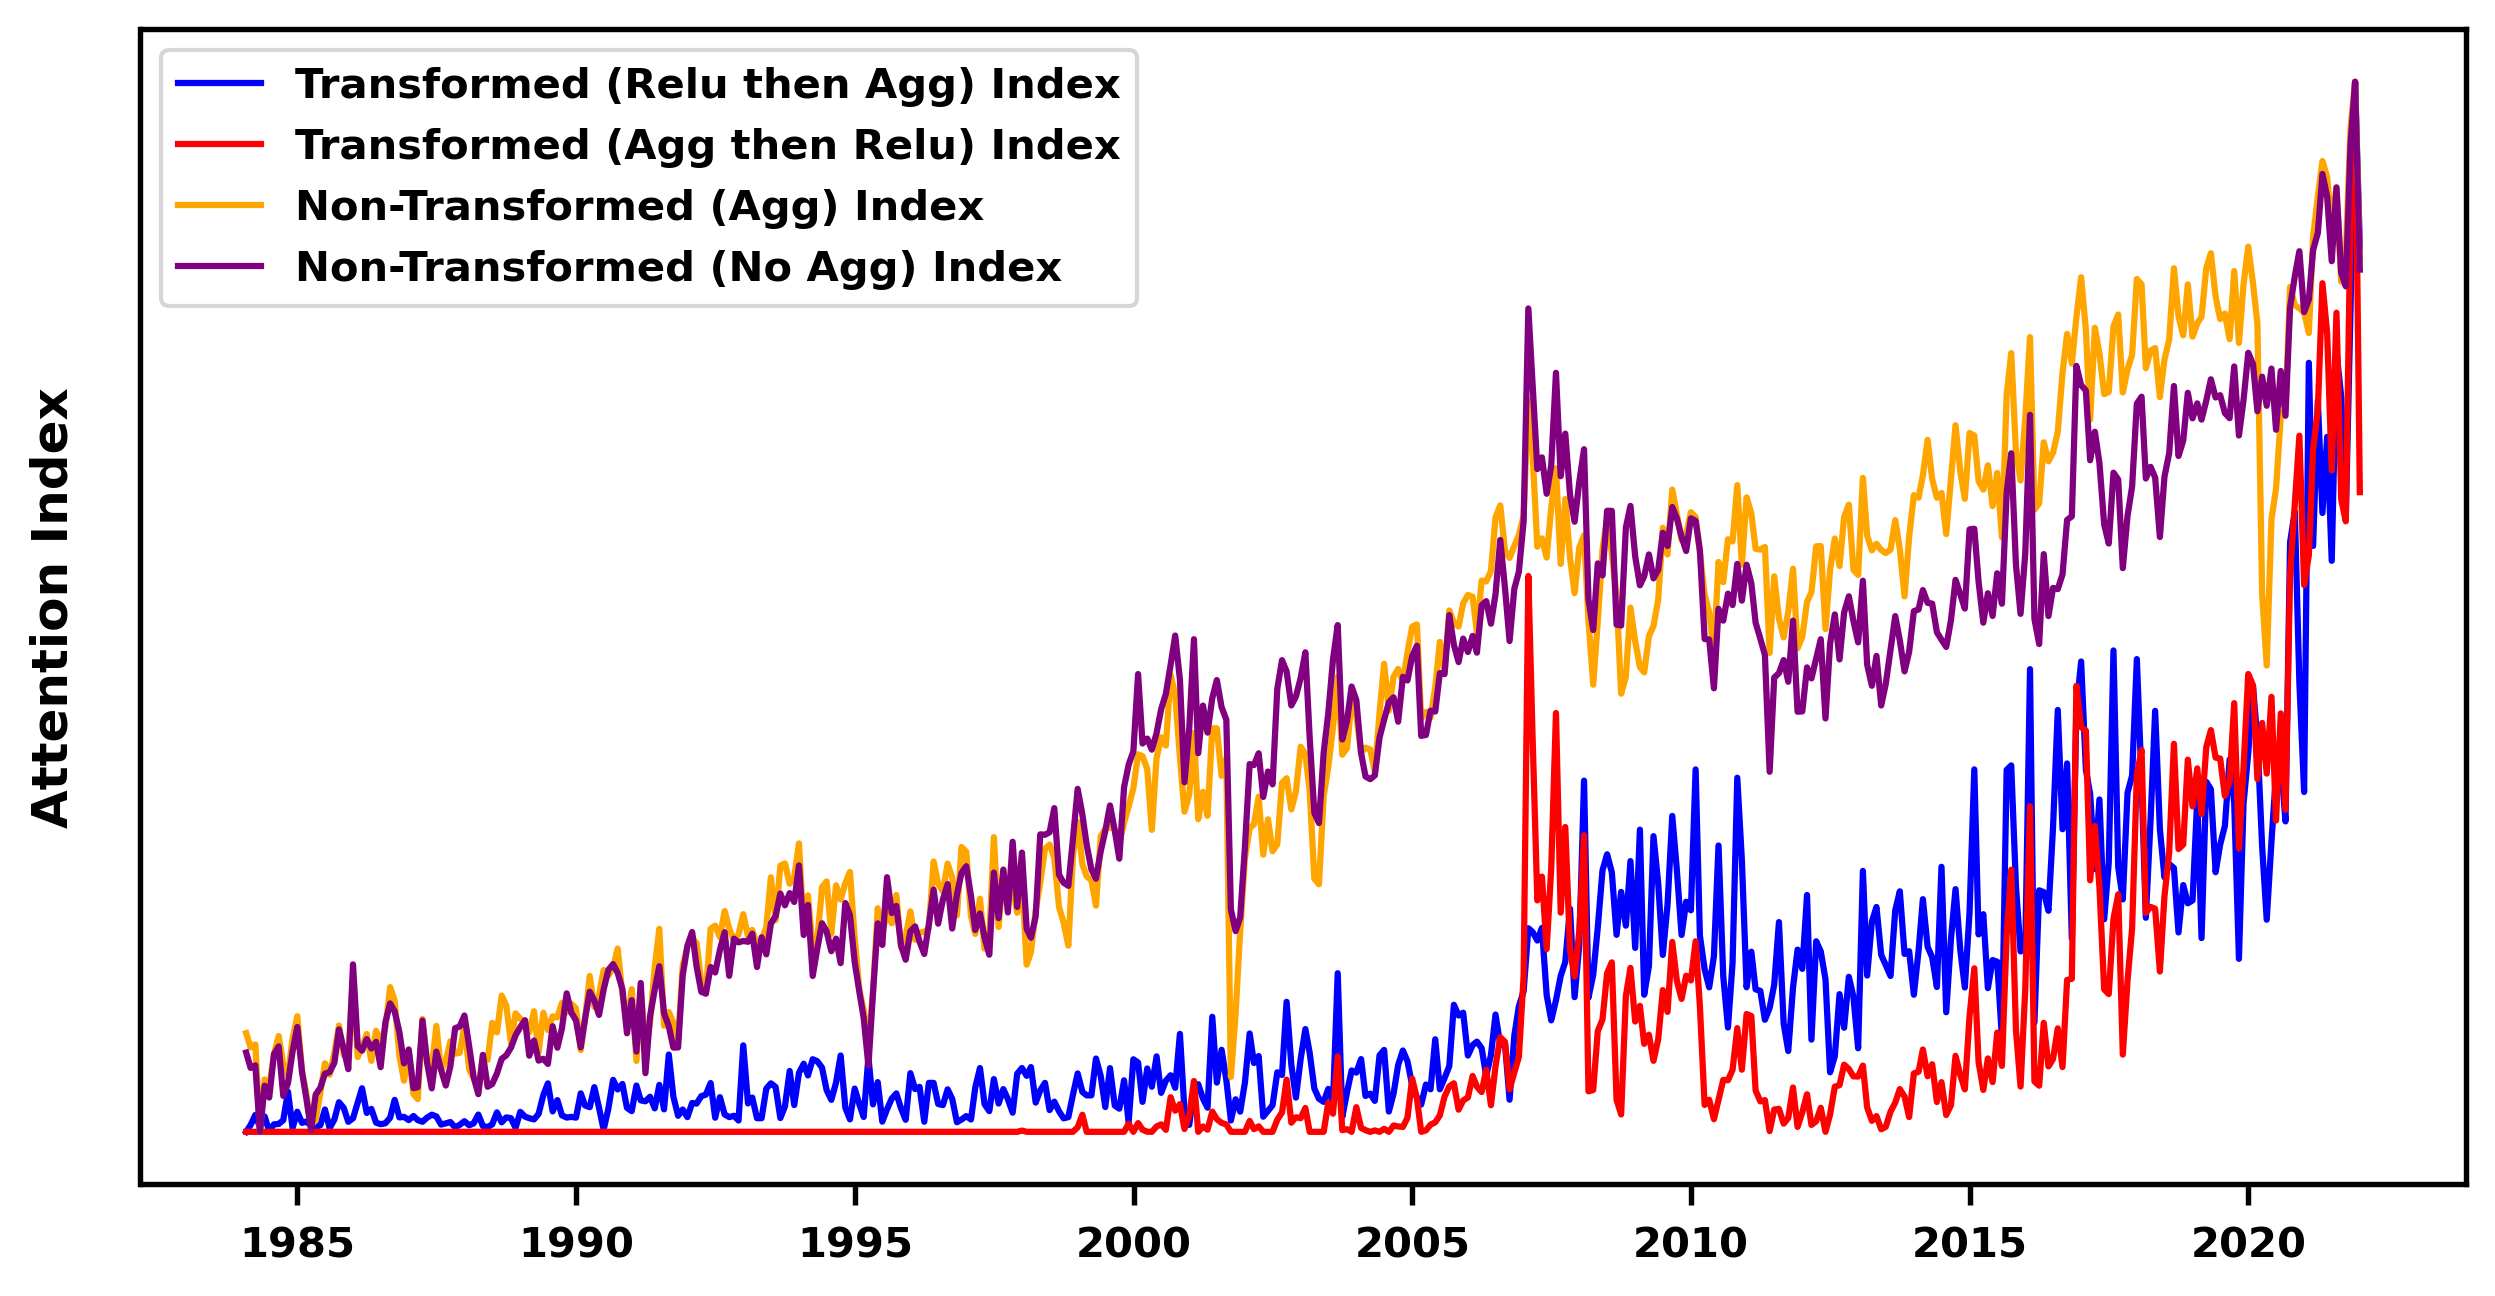 Transformed (Relu then Agg) Index
Transformed (Agg then Relu) Index
Non-Transformed (Agg) Index
Non-Transformed (No Agg) Index
Attention Index
1985 1990 1995 2000 2005 2010 2015 2020